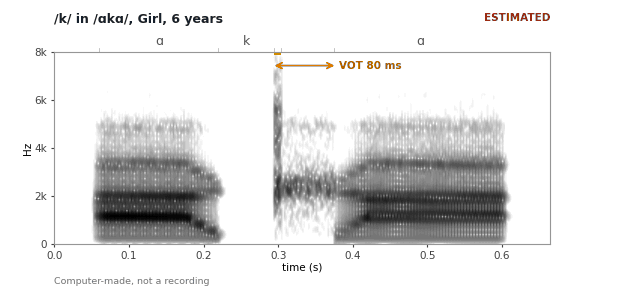 /k/ in /ɑkɑ/, Girl, 6 years
ESTIMATED
ɑ k ɑ
8k
VOT 80 ms
6k
4k
2k
0
Hz
0.0 0.1 0.2 0.3 0.4 0.5 0.6
time (s)
Computer-made, not a recording